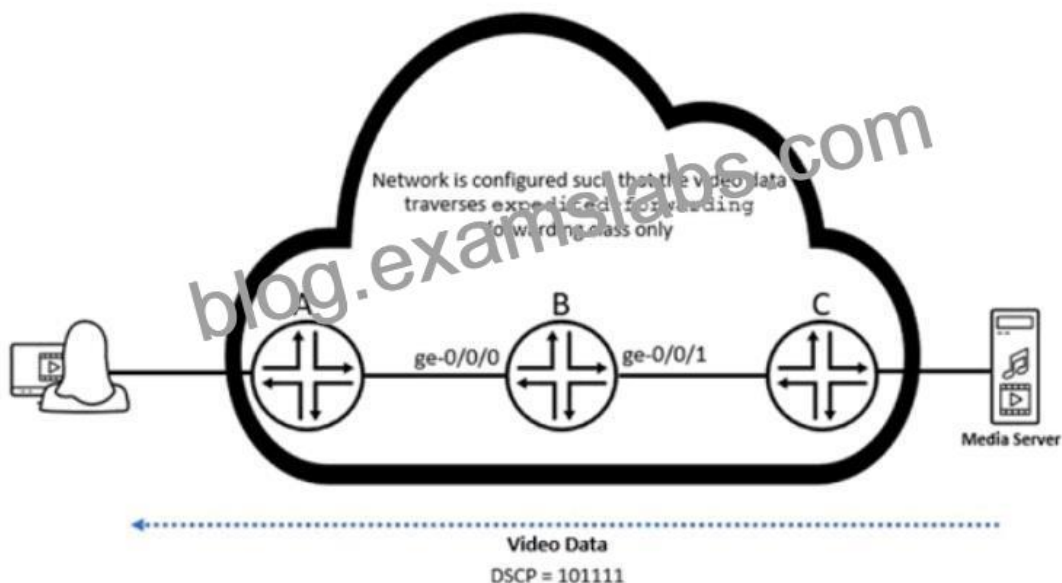 Network is configured such that the video data
traverses expedited-forwarding
forwarding class only
blog.examslabs.com
A
B
C
ge-0/0/0
ge-0/0/1
Media Server
Video Data
DSCP = 101111